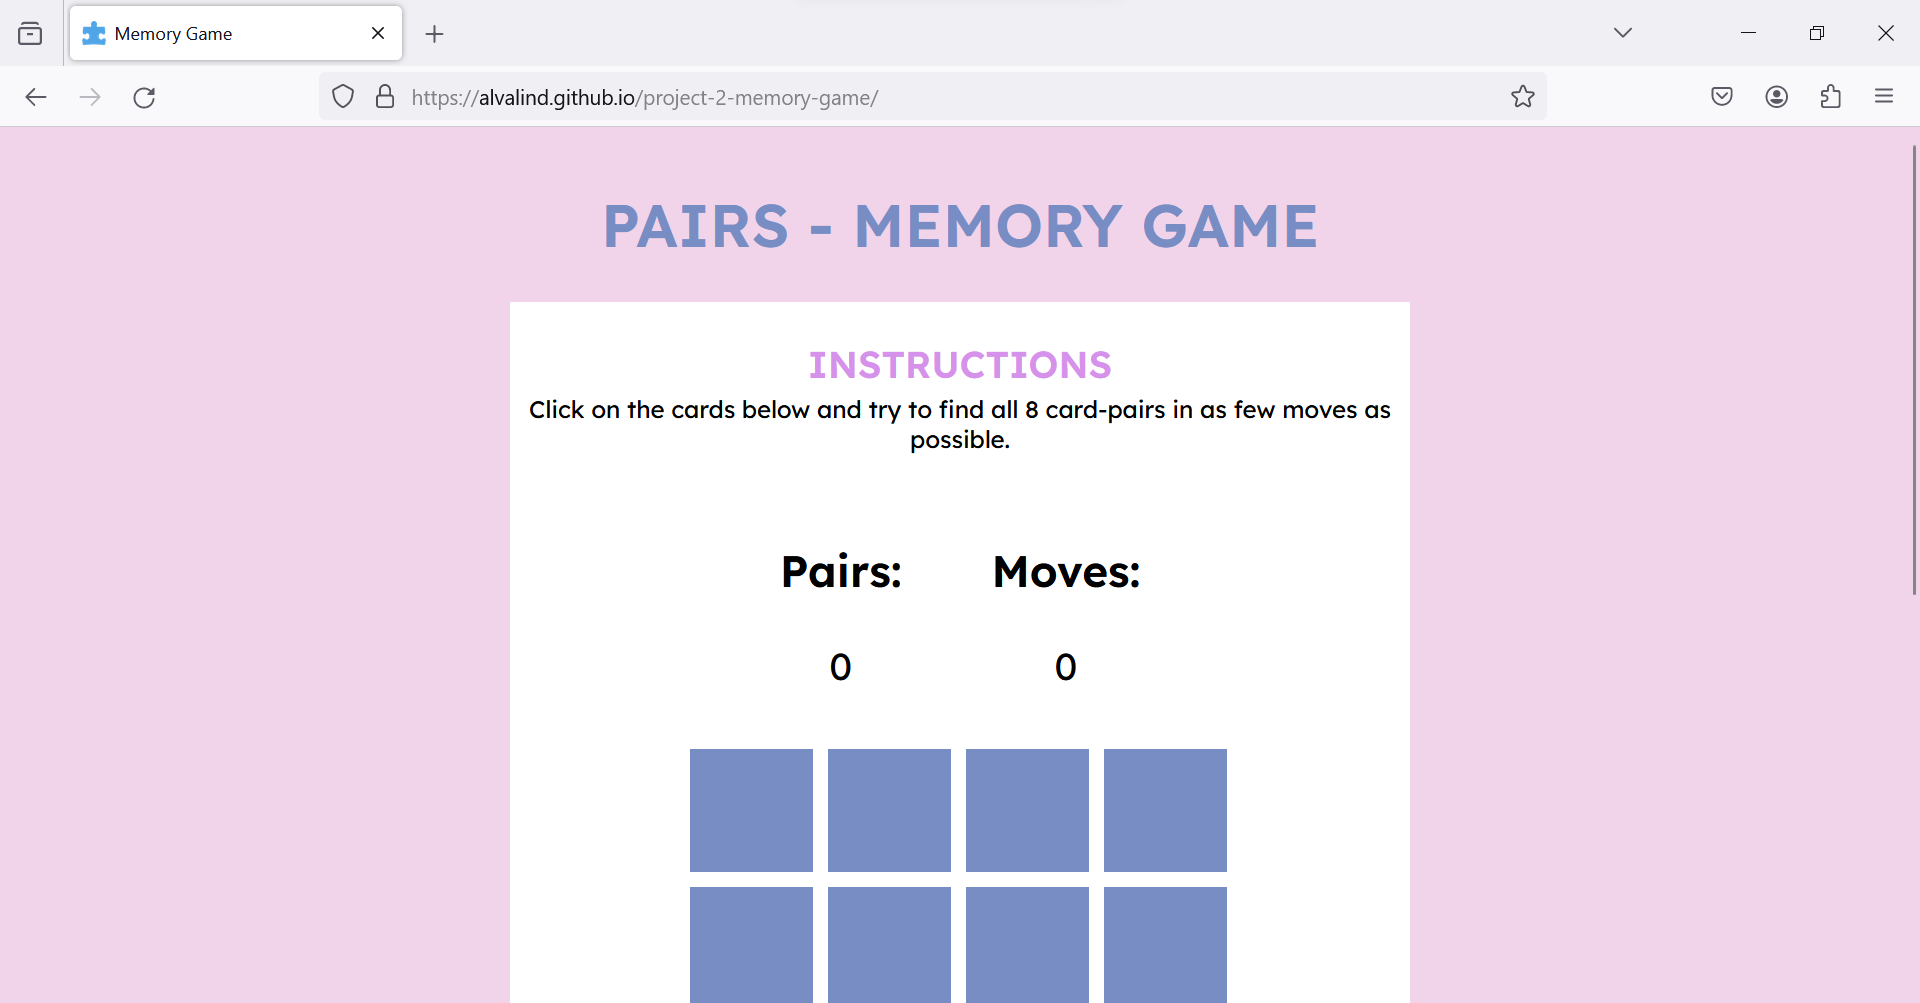 Memory Game
https://alvalind.github.io/project-2-memory-game/
PAIRS - MEMORY GAME
INSTRUCTIONS
Click on the cards below and try to find all 8 card-pairs in as few moves as
possible.
Pairs: Moves:
0 0